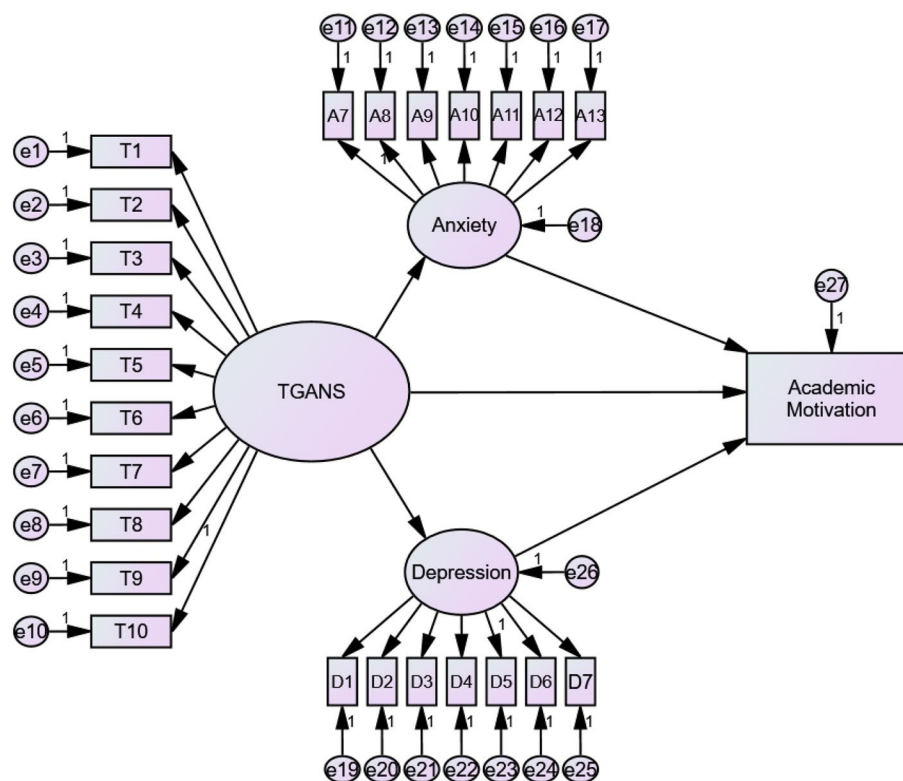 e11 e12 e13 e14 e15 e16 e17
1 1 1 1 1 1 1
A7 A8 A9 A10 A11 A12 A13
1
Anxiety
1 e18
e1 1 T1
e2 1 T2
e3 1 T3
e4 1 T4
e5 1 T5
e6 1 T6
e7 1 T7
e8 1 T8
1
e9 1 T9
e10 1 T10
TGANS
e27
1
Academic
Motivation
Depression
1 e26
1
D1 D2 D3 D4 D5 D6 D7
1 1 1 1 1 1 1
e19 e20 e21 e22 e23 e24 e25